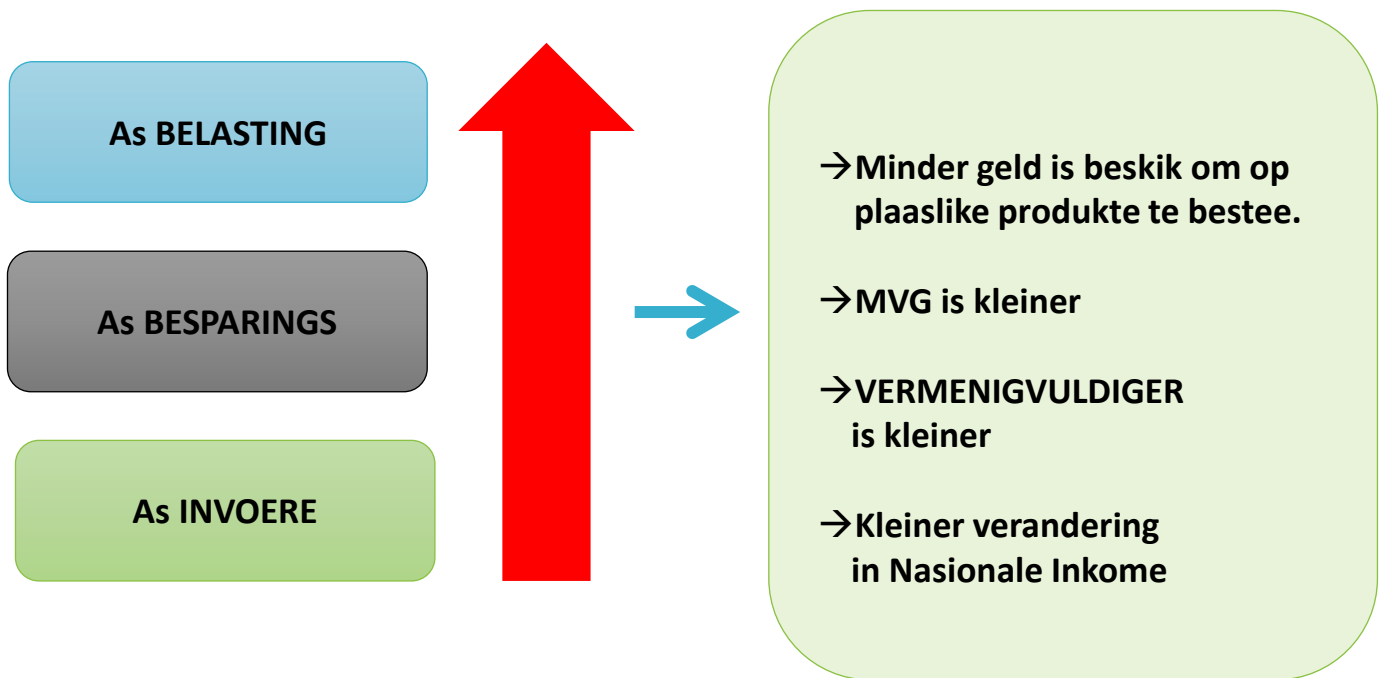 As BELASTING
As BESPARINGS
As INVOERE
→Minder geld is beskik om op
plaaslike produkte te bestee.
→MVG is kleiner
→VERMENIGVULDIGER
is kleiner
→Kleiner verandering
in Nasionale Inkome